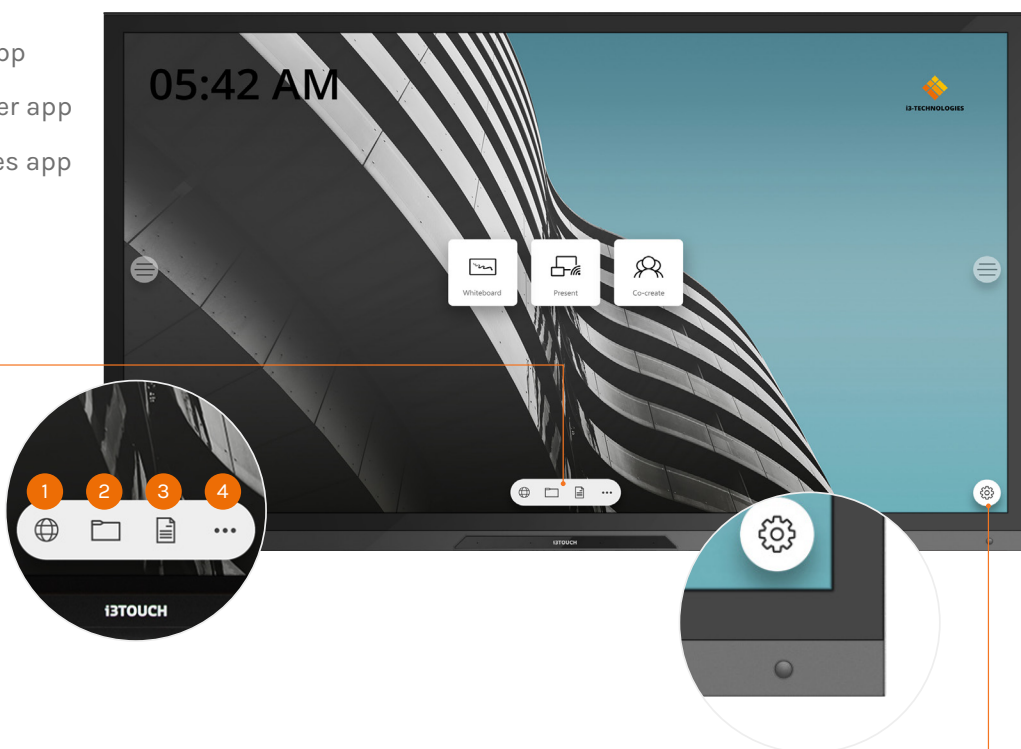 app
er app
es app
05:42 AM
i3-TECHNOLOGIES
Whiteboard
Present
Co-create
1
2
3
4
i3TOUCH
i3TOUCH